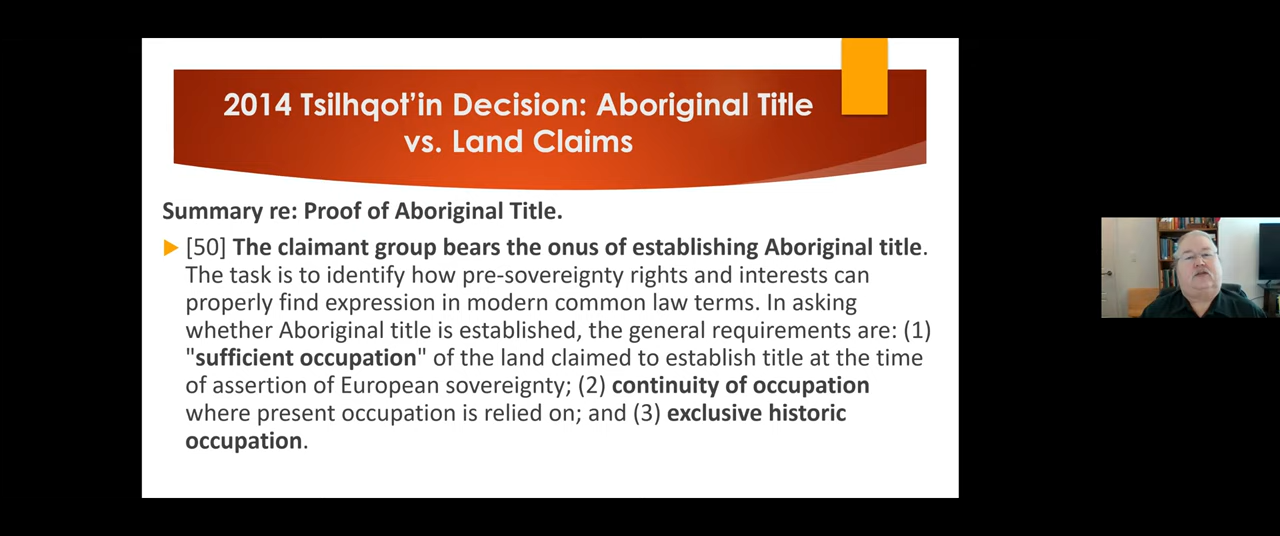 2014 Tsilhqot’in Decision: Aboriginal Title
vs. Land Claims
Summary re: Proof of Aboriginal Title.
[50] The claimant group bears the onus of establishing Aboriginal title.
The task is to identify how pre-sovereignty rights and interests can
properly find expression in modern common law terms. In asking
whether Aboriginal title is established, the general requirements are: (1)
"sufficient occupation" of the land claimed to establish title at the time
of assertion of European sovereignty; (2) continuity of occupation
where present occupation is relied on; and (3) exclusive historic
occupation.